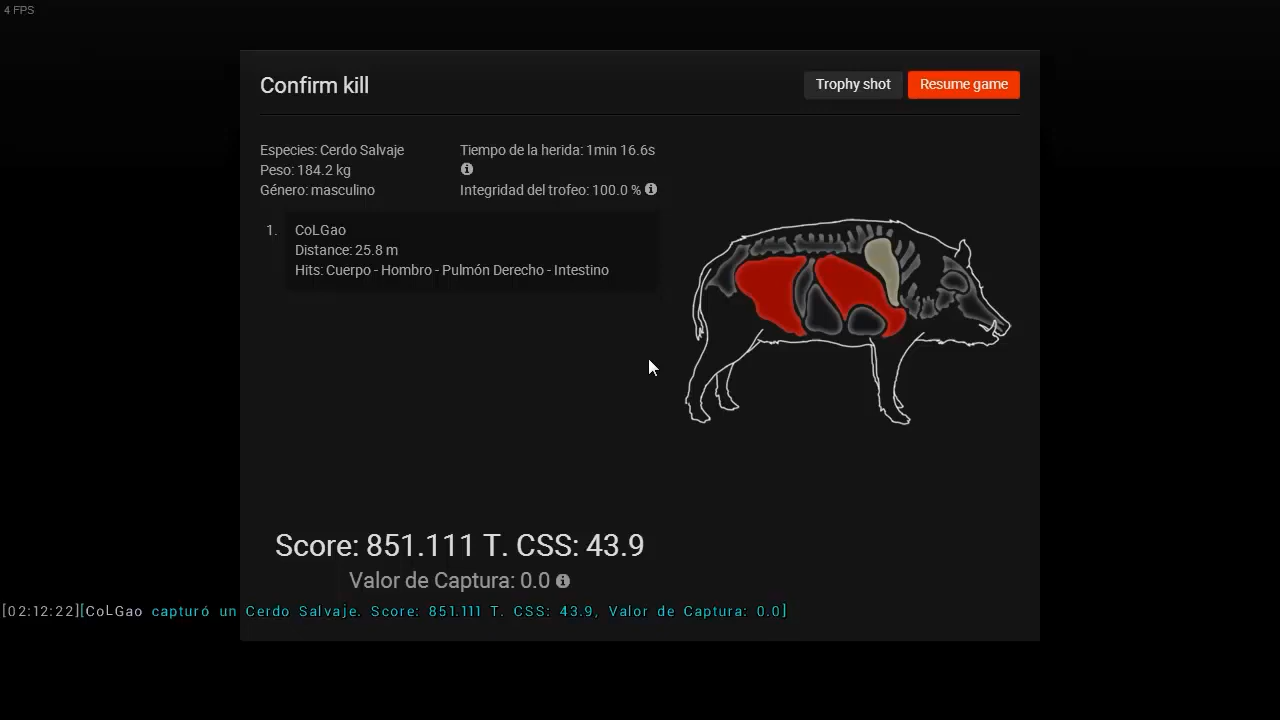 4 FPS
Confirm kill
Trophy shot
Resume game
Especies: Cerdo Salvaje
Peso: 184.2 kg
Género: masculino
Tiempo de la herida: 1min 16.6s
Integridad del trofeo: 100.0 %
1.
CoLGao
Distance: 25.8 m
Hits: Cuerpo - Hombro - Pulmón Derecho - Intestino
Score: 851.111 T. CSS: 43.9
Valor de Captura: 0.0
[02:12:22][CoLGao capturó un Cerdo Salvaje. Score: 851.111 T. CSS: 43.9, Valor de Captura: 0.0]